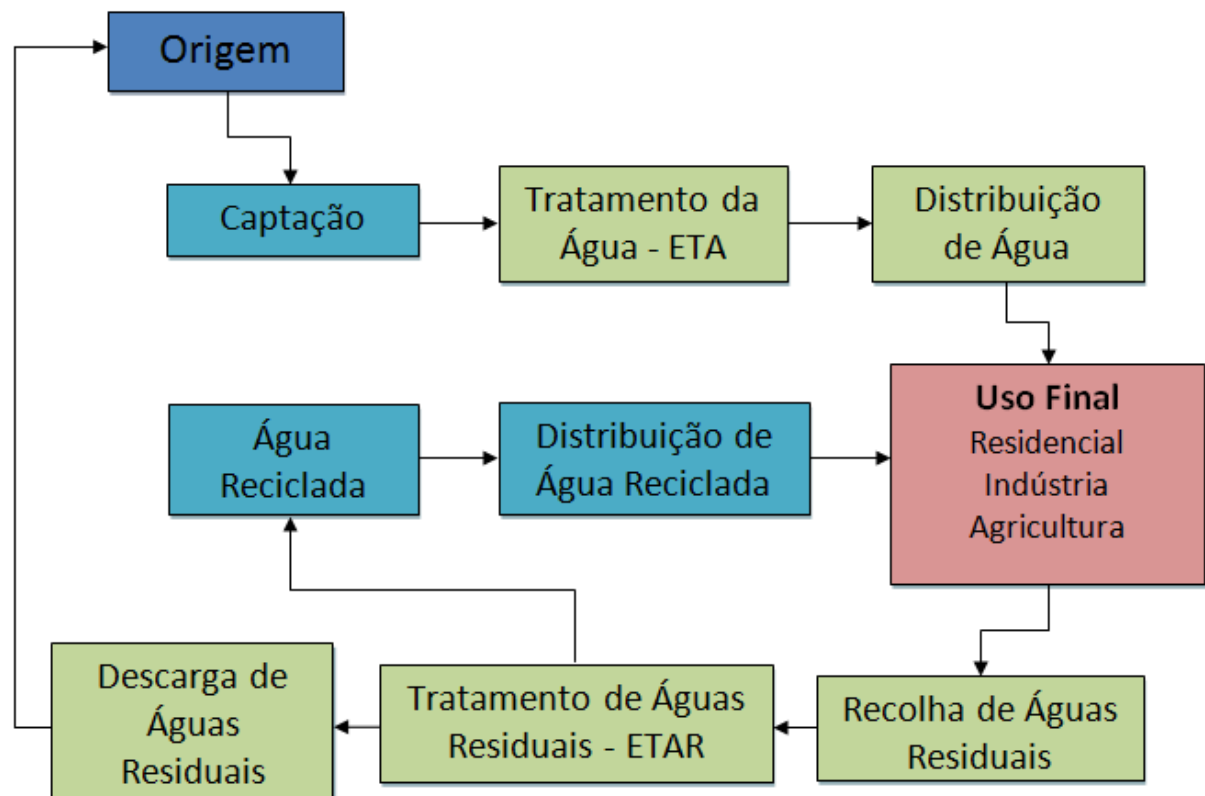 Origem
Captação
Tratamento da
Água - ETA
Distribuição
de Água
Água
Reciclada
Distribuição de
Água Reciclada
Uso Final
Residencial
Indústria
Agricultura
Descarga de
Águas
Residuais
Tratamento de Águas
Residuais - ETAR
Recolha de Águas
Residuais